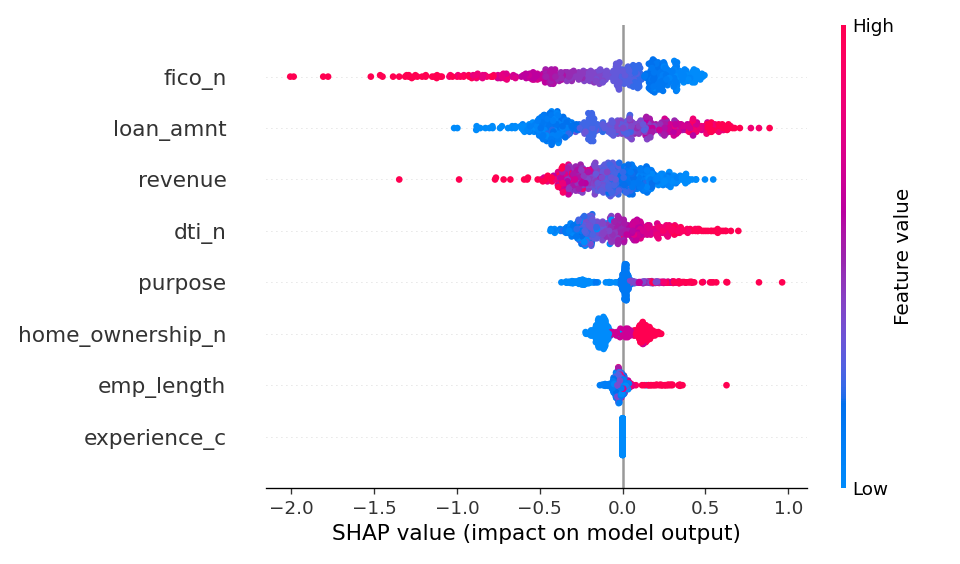 High
fico_n
loan_amnt
revenue
dti_n
purpose
home_ownership_n
emp_length
experience_c
Feature value
Low
−2.0 −1.5 −1.0 −0.5 0.0 0.5 1.0
SHAP value (impact on model output)